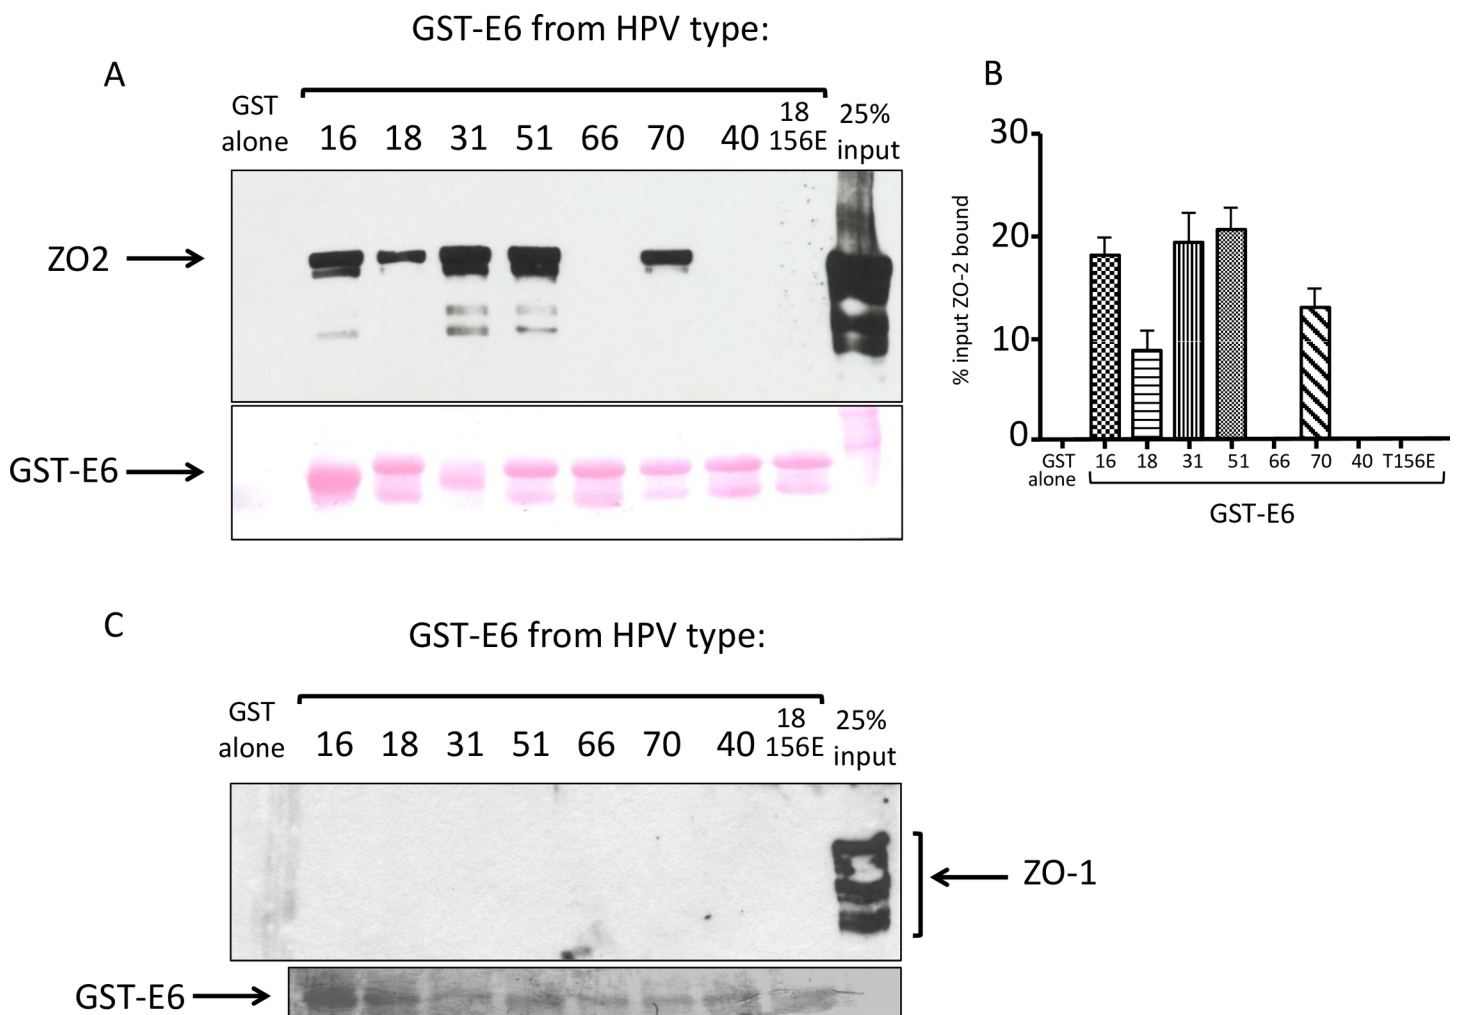 GST-E6 from HPV type:
A
GST
alone
16 18 31 51 66 70 40
18
156E
25%
input
ZO2
GST-E6
B
% input ZO-2 bound
30
20
10
0
GST
alone
16 18 31 51 66 70 40 T156E
GST-E6
C
GST-E6 from HPV type:
GST
alone
16 18 31 51 66 70 40
18
156E
25%
input
ZO-1
GST-E6